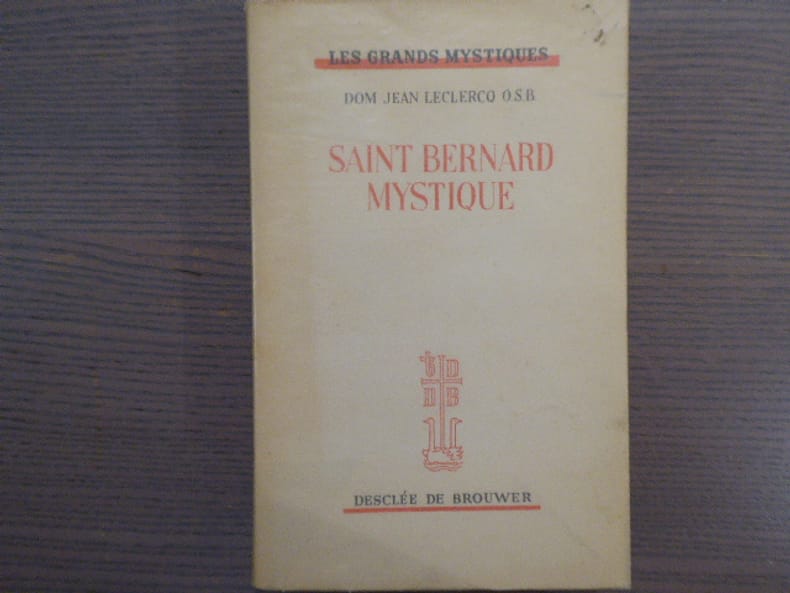 LES GRANDS MYSTIQUES
DOM JEAN LECLERCQ O.S.B.
SAINT BERNARD
MYSTIQUE
D
D B
DESCLÉE DE BROUWER